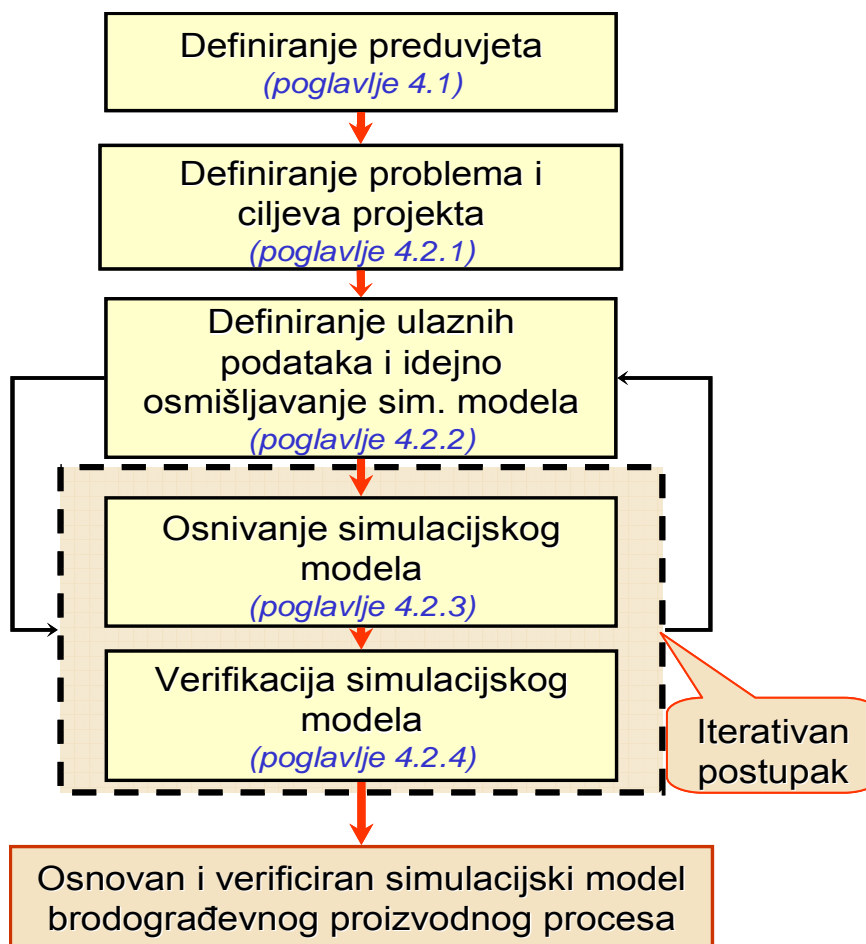 Definiranje preduvjeta
(poglavlje 4.1)
Definiranje problema i
ciljeva projekta
(poglavlje 4.2.1)
Definiranje ulaznih
podataka i idejno
osmišljavanje sim. modela
(poglavlje 4.2.2)
Osnivanje simulacijskog
modela
(poglavlje 4.2.3)
Verifikacija simulacijskog
modela
(poglavlje 4.2.4)
Iterativan
postupak
Osnovan i verificiran simulacijski model
brodograđevnog proizvodnog procesa